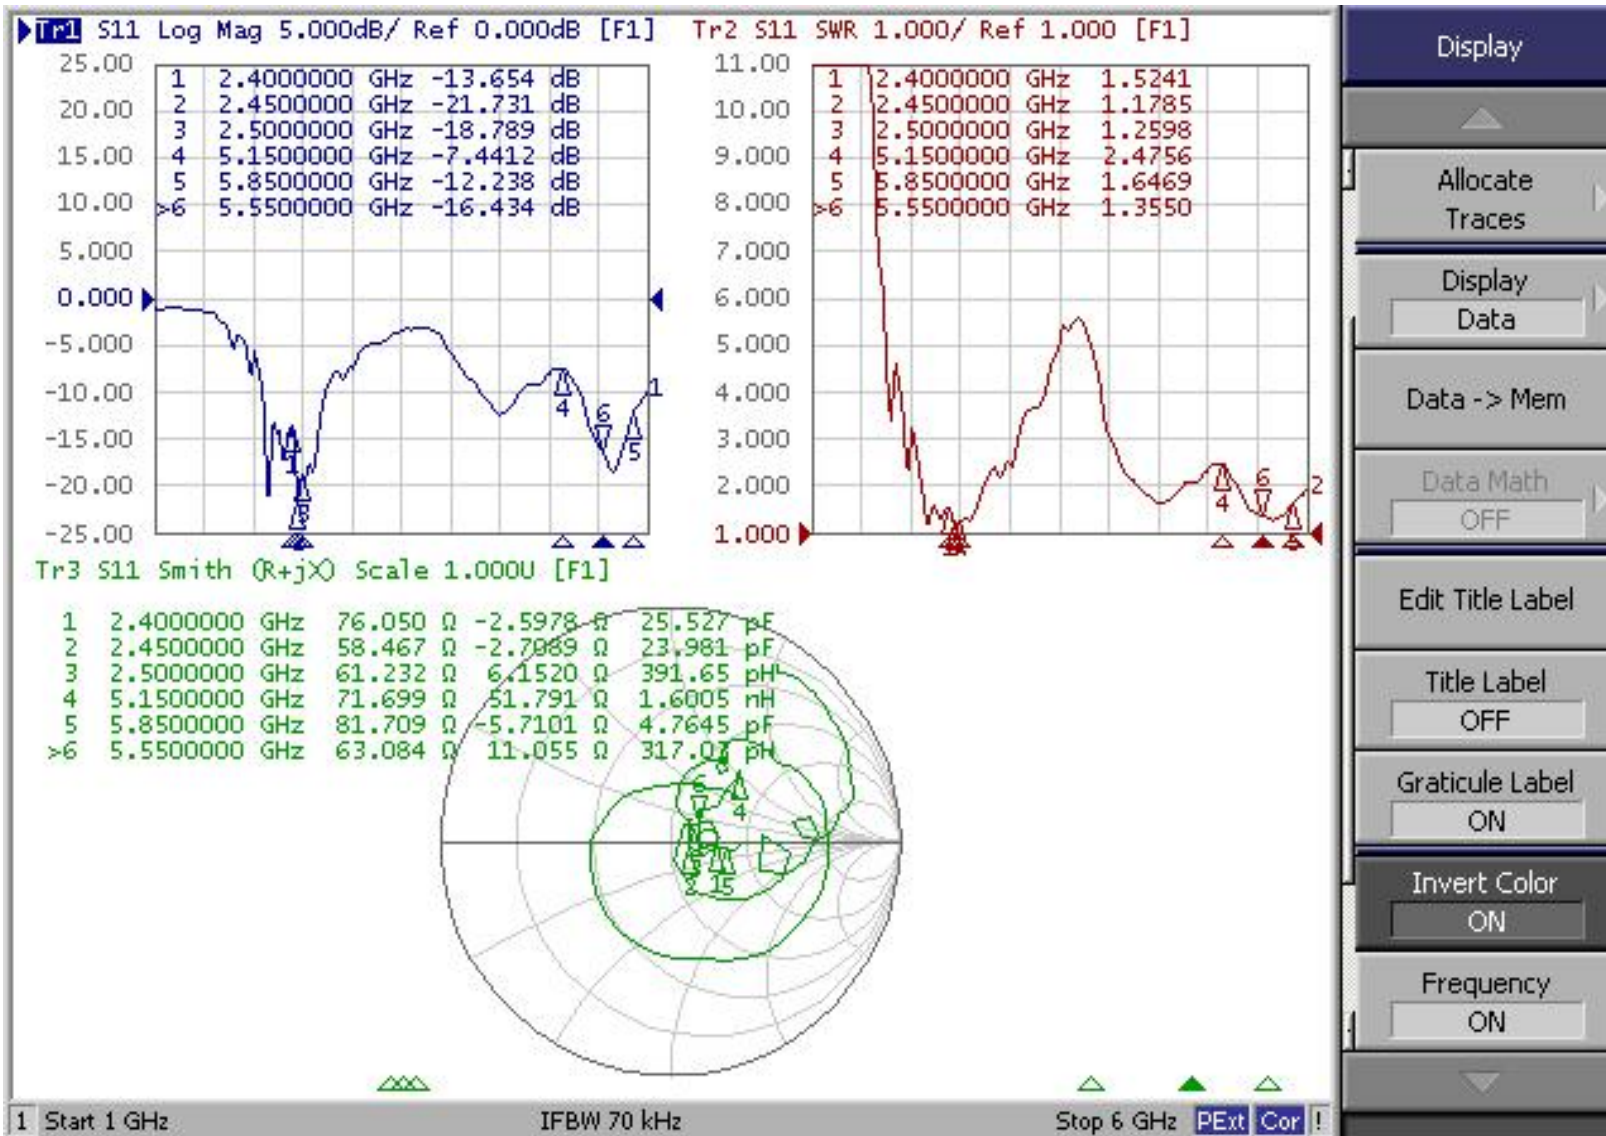 Tr1 S11 Log Mag 5.000dB/ Ref 0.000dB [F1]
25.00
20.00
15.00
10.00
5.000
0.000
-5.000
-10.00
-15.00
-20.00
-25.00
1 2.4000000 GHz -13.654 dB
2 2.4500000 GHz -21.731 dB
3 2.5000000 GHz -18.789 dB
4 5.1500000 GHz -7.4412 dB
5 5.8500000 GHz -12.238 dB
>6 5.5500000 GHz -16.434 dB
1
4
6
5
1
Tr2 S11 SWR 1.000/ Ref 1.000 [F1]
11.00
10.00
9.000
8.000
7.000
6.000
5.000
4.000
3.000
2.000
1.000
1 2.4000000 GHz 1.5241
2 2.4500000 GHz 1.1785
3 2.5000000 GHz 1.2598
4 5.1500000 GHz 2.4756
5 5.8500000 GHz 1.6469
>6 5.5500000 GHz 1.3550
4
6
2
Tr3 S11 Smith (R+jX) Scale 1.000U [F1]
1 2.4000000 GHz 76.050 Ω -2.5978 Ω 25.527 pF
2 2.4500000 GHz 58.467 Ω -2.7089 Ω 23.981 pF
3 2.5000000 GHz 61.232 Ω 6.1520 Ω 391.65 pH
4 5.1500000 GHz 71.699 Ω 51.791 Ω 1.6005 nH
5 5.8500000 GHz 81.709 Ω -5.7101 Ω 4.7645 pF
>6 5.5500000 GHz 63.084 Ω 11.055 Ω 317.03 pH
6
4
2 15
1 Start 1 GHz IFBW 70 kHz Stop 6 GHz PExt Cor !
Display
Allocate
Traces
Display
Data
Data -> Mem
Data Math
OFF
Edit Title Label
Title Label
OFF
Graticule Label
ON
Invert Color
ON
Frequency
ON